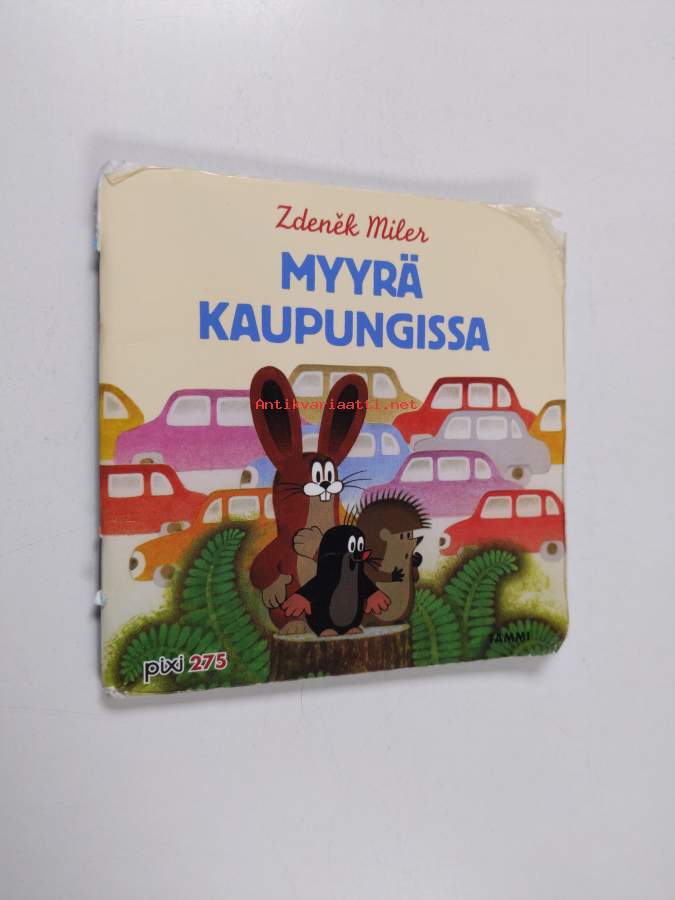 Zdeněk Miler
MYYRÄ
KAUPUNGISSA
Antikvariaatti.net
pixi 275
TAMMI